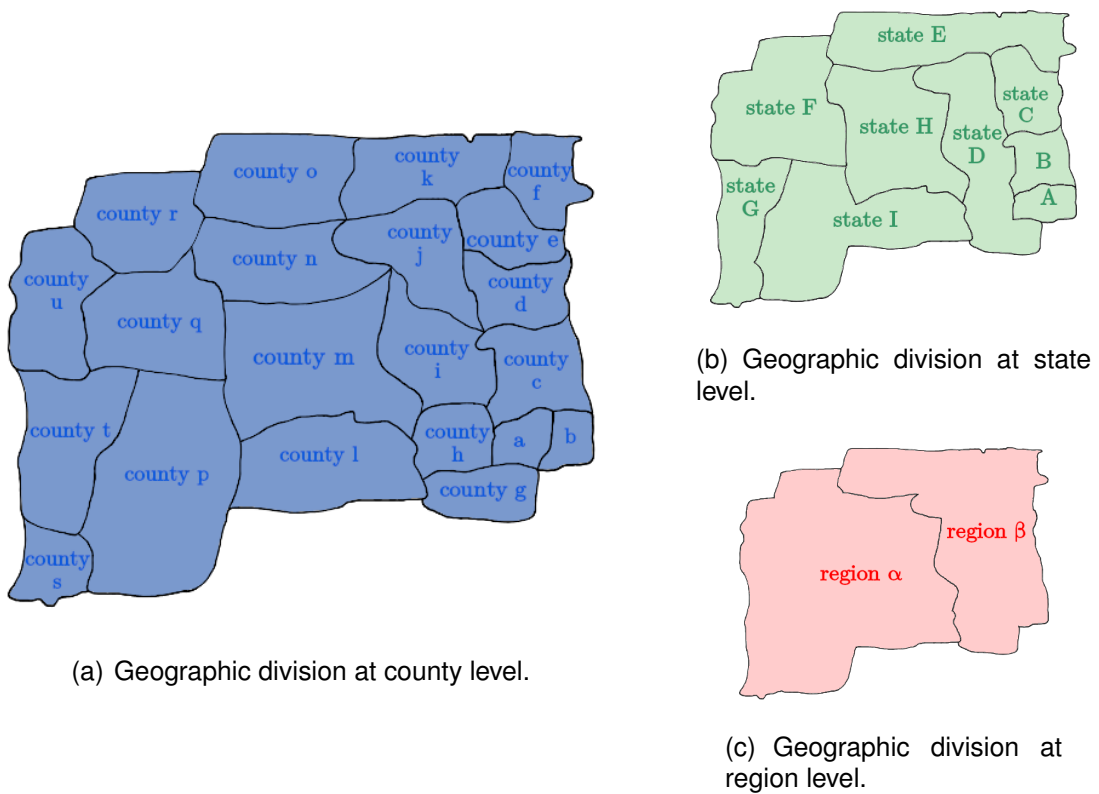 county o
county
k
county
f
county r
county
j
county e
county n
county
u
county
d
county q
county m
county
i
county
c
county t
county
h
a
b
county l
county p
county g
county
s
(a) Geographic division at county level.
state E
state F
state
C
state H
state
D
B
state
G
A
state I
(b) Geographic division at state
level.
region β
region α
(c) Geographic division at
region level.